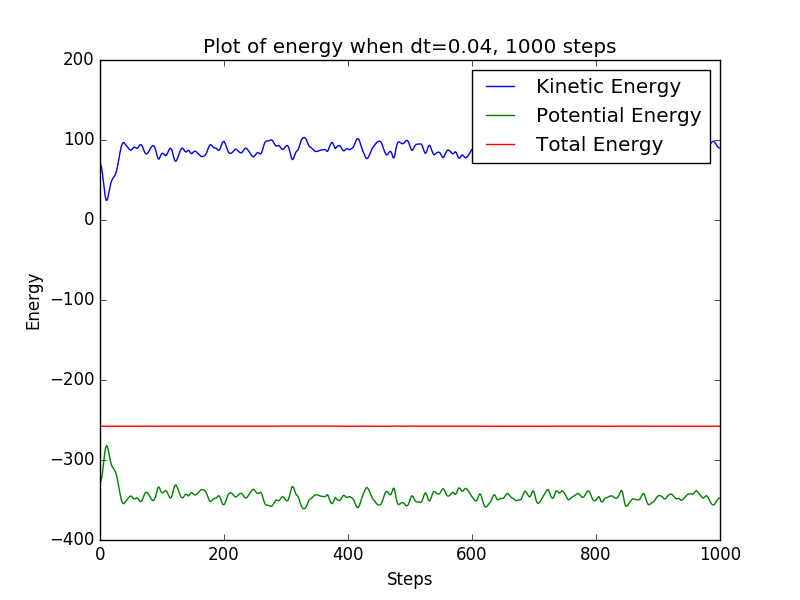 Plot of energy when dt=0.04, 1000 steps
200
100
0
−100
−200
−300
−400
Energy
Kinetic Energy
Potential Energy
Total Energy
0 200 400 600 800 1000
Steps